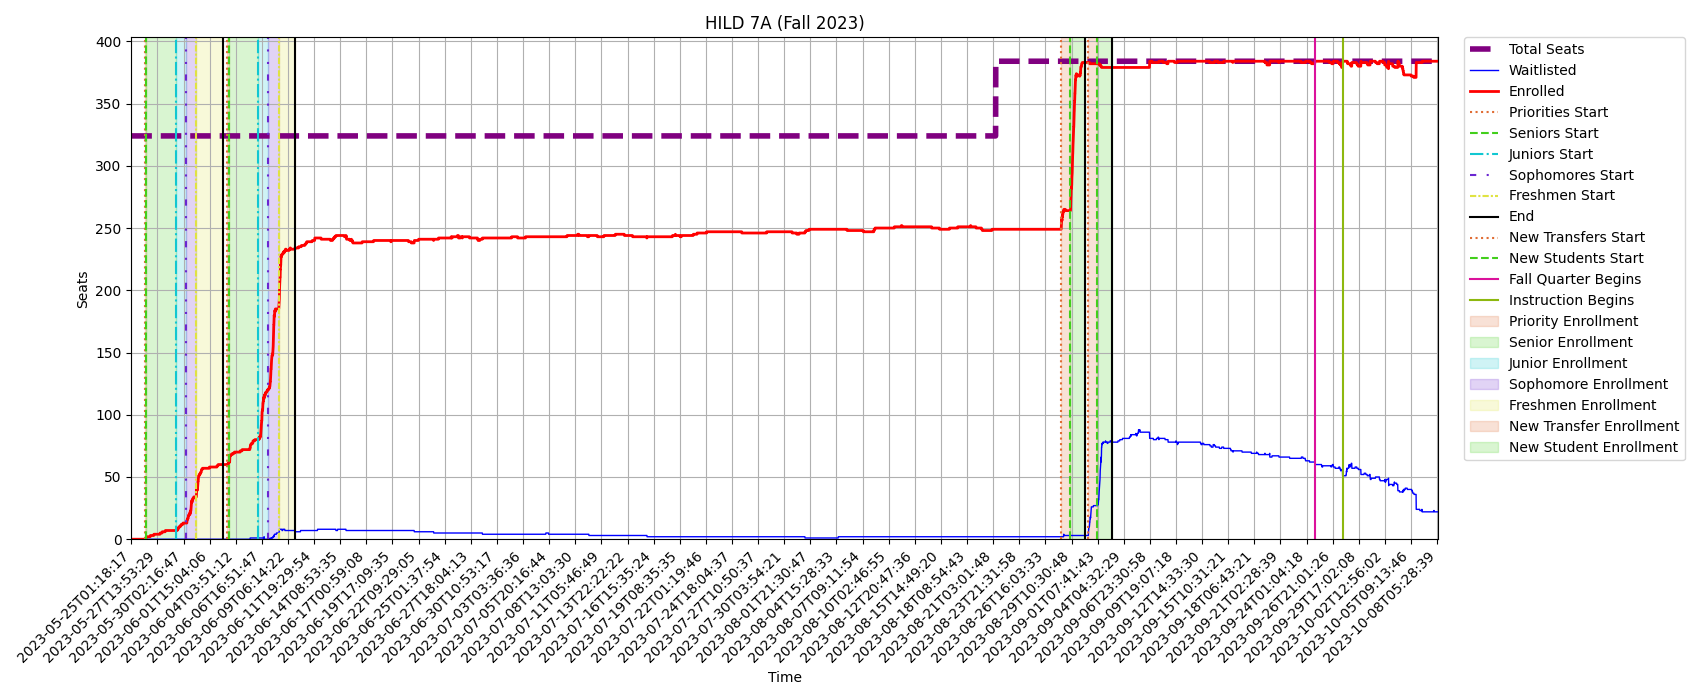 HILD 7A (Fall 2023)
400
350
300
250
200
150
100
50
0
Seats
2023-05-25T01:18:17
2023-05-27T13:53:29
2023-05-30T02:16:47
2023-06-01T15:04:06
2023-06-04T03:51:12
2023-06-06T16:51:47
2023-06-09T06:14:22
2023-06-11T19:29:54
2023-06-14T08:53:35
2023-06-17T00:59:08
2023-06-19T17:09:35
2023-06-22T09:29:05
2023-06-25T01:37:54
2023-06-27T18:04:13
2023-06-30T10:53:17
2023-07-03T03:36:36
2023-07-05T20:16:44
2023-07-08T13:03:30
2023-07-11T05:46:49
2023-07-13T22:22:22
2023-07-16T15:35:24
2023-07-19T08:35:35
2023-07-22T01:19:46
2023-07-24T18:04:37
2023-07-27T10:50:37
2023-07-30T03:54:21
2023-08-01T21:30:47
2023-08-04T15:28:33
2023-08-07T09:11:54
2023-08-10T02:46:55
2023-08-12T20:47:36
2023-08-15T14:49:20
2023-08-18T08:54:43
2023-08-21T03:01:48
2023-08-23T21:31:58
2023-08-26T16:03:33
2023-08-29T10:30:48
2023-09-01T07:41:43
2023-09-04T04:32:29
2023-09-06T23:30:58
2023-09-09T19:07:18
2023-09-12T14:33:30
2023-09-15T10:31:21
2023-09-18T06:43:21
2023-09-21T02:28:39
2023-09-24T01:04:18
2023-09-26T21:01:26
2023-09-29T17:02:08
2023-10-02T12:56:02
2023-10-05T09:13:46
2023-10-08T05:28:39
Time
Total Seats
Waitlisted
Enrolled
Priorities Start
Seniors Start
Juniors Start
Sophomores Start
Freshmen Start
End
New Transfers Start
New Students Start
Fall Quarter Begins
Instruction Begins
Priority Enrollment
Senior Enrollment
Junior Enrollment
Sophomore Enrollment
Freshmen Enrollment
New Transfer Enrollment
New Student Enrollment